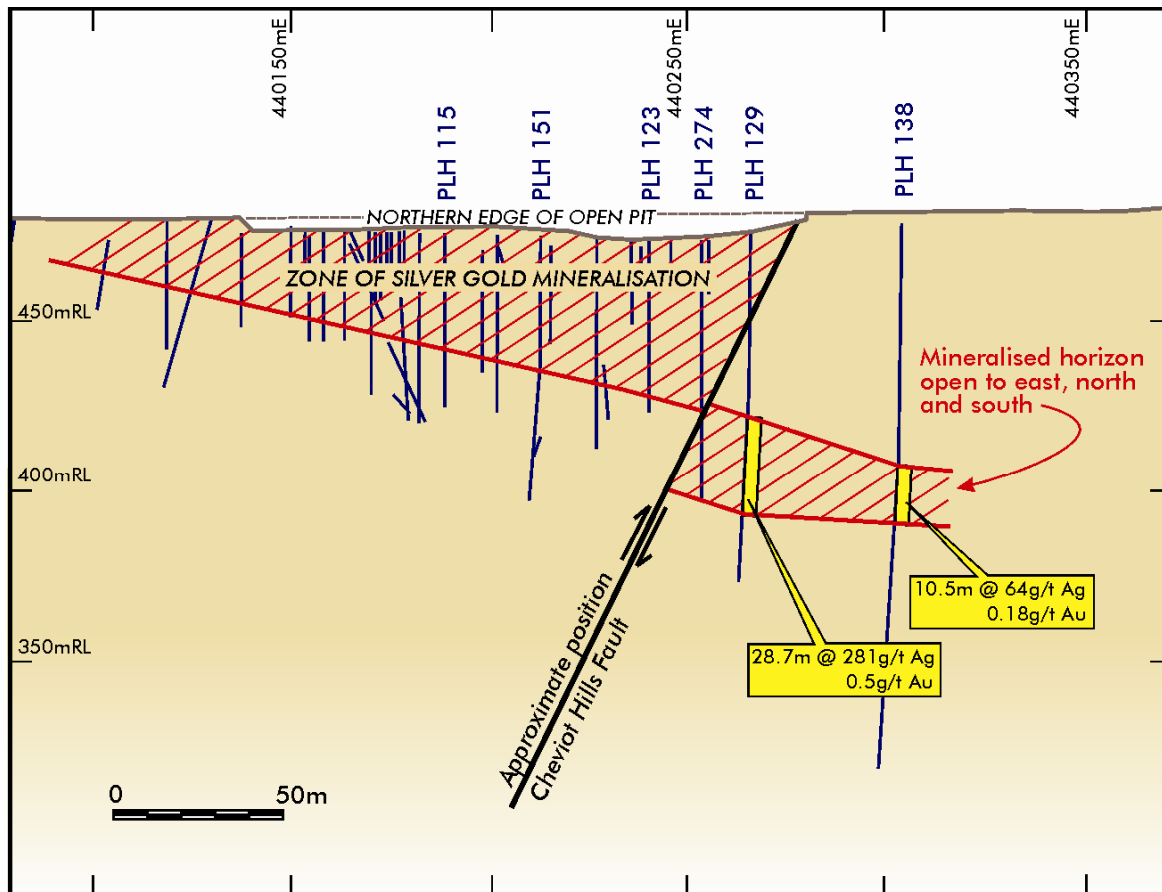 440150mE
440250mE
440350mE
PLH 115
PLH 151
PLH 123
PLH 274
PLH 129
PLH 138
NORTHERN EDGE OF OPEN PIT
ZONE OF SILVER GOLD MINERALISATION
450mRL
400mRL
350mRL
Mineralised horizon
open to east, north
and south
10.5m @ 64g/t Ag
0.18g/t Au
28.7m @ 281g/t Ag
0.5g/t Au
Approximate position
Cheviot Hills Fault
0 50m